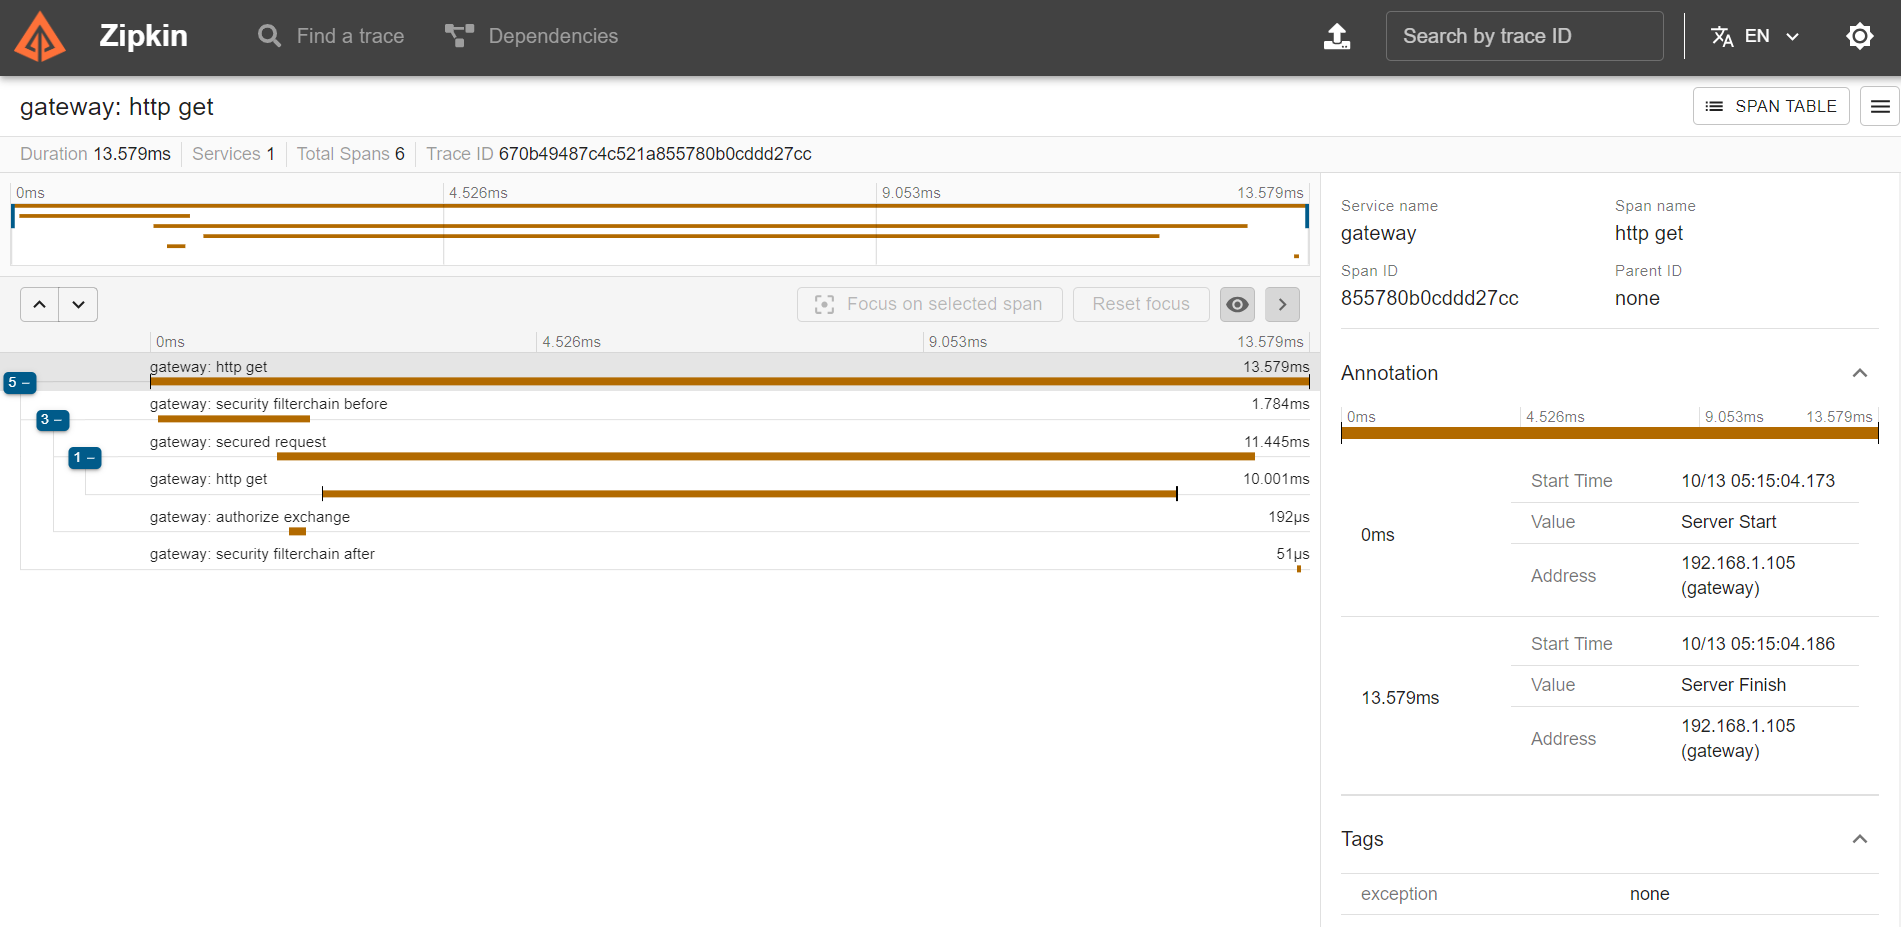 Zipkin
Find a trace
Dependencies
Search by trace ID
EN
gateway: http get
SPAN TABLE
Duration 13.579ms
Services 1
Total Spans 6
Trace ID 670b49487c4c521a855780b0cddd27cc
0ms 4.526ms 9.053ms 13.579ms
Focus on selected span
Reset focus
0ms 4.526ms 9.053ms 13.579ms
gateway: http get 13.579ms
5 −
gateway: security filterchain before 1.784ms
3 −
gateway: secured request 11.445ms
1 −
gateway: http get 10.001ms
gateway: authorize exchange 192μs
gateway: security filterchain after 51μs
Service name Span name
gateway http get
Span ID Parent ID
855780b0cddd27cc none
Annotation
0ms 4.526ms 9.053ms 13.579ms
0ms
Start Time 10/13 05:15:04.173
Value Server Start
Address 192.168.1.105
(gateway)
13.579ms
Start Time 10/13 05:15:04.186
Value Server Finish
Address 192.168.1.105
(gateway)
Tags
exception none